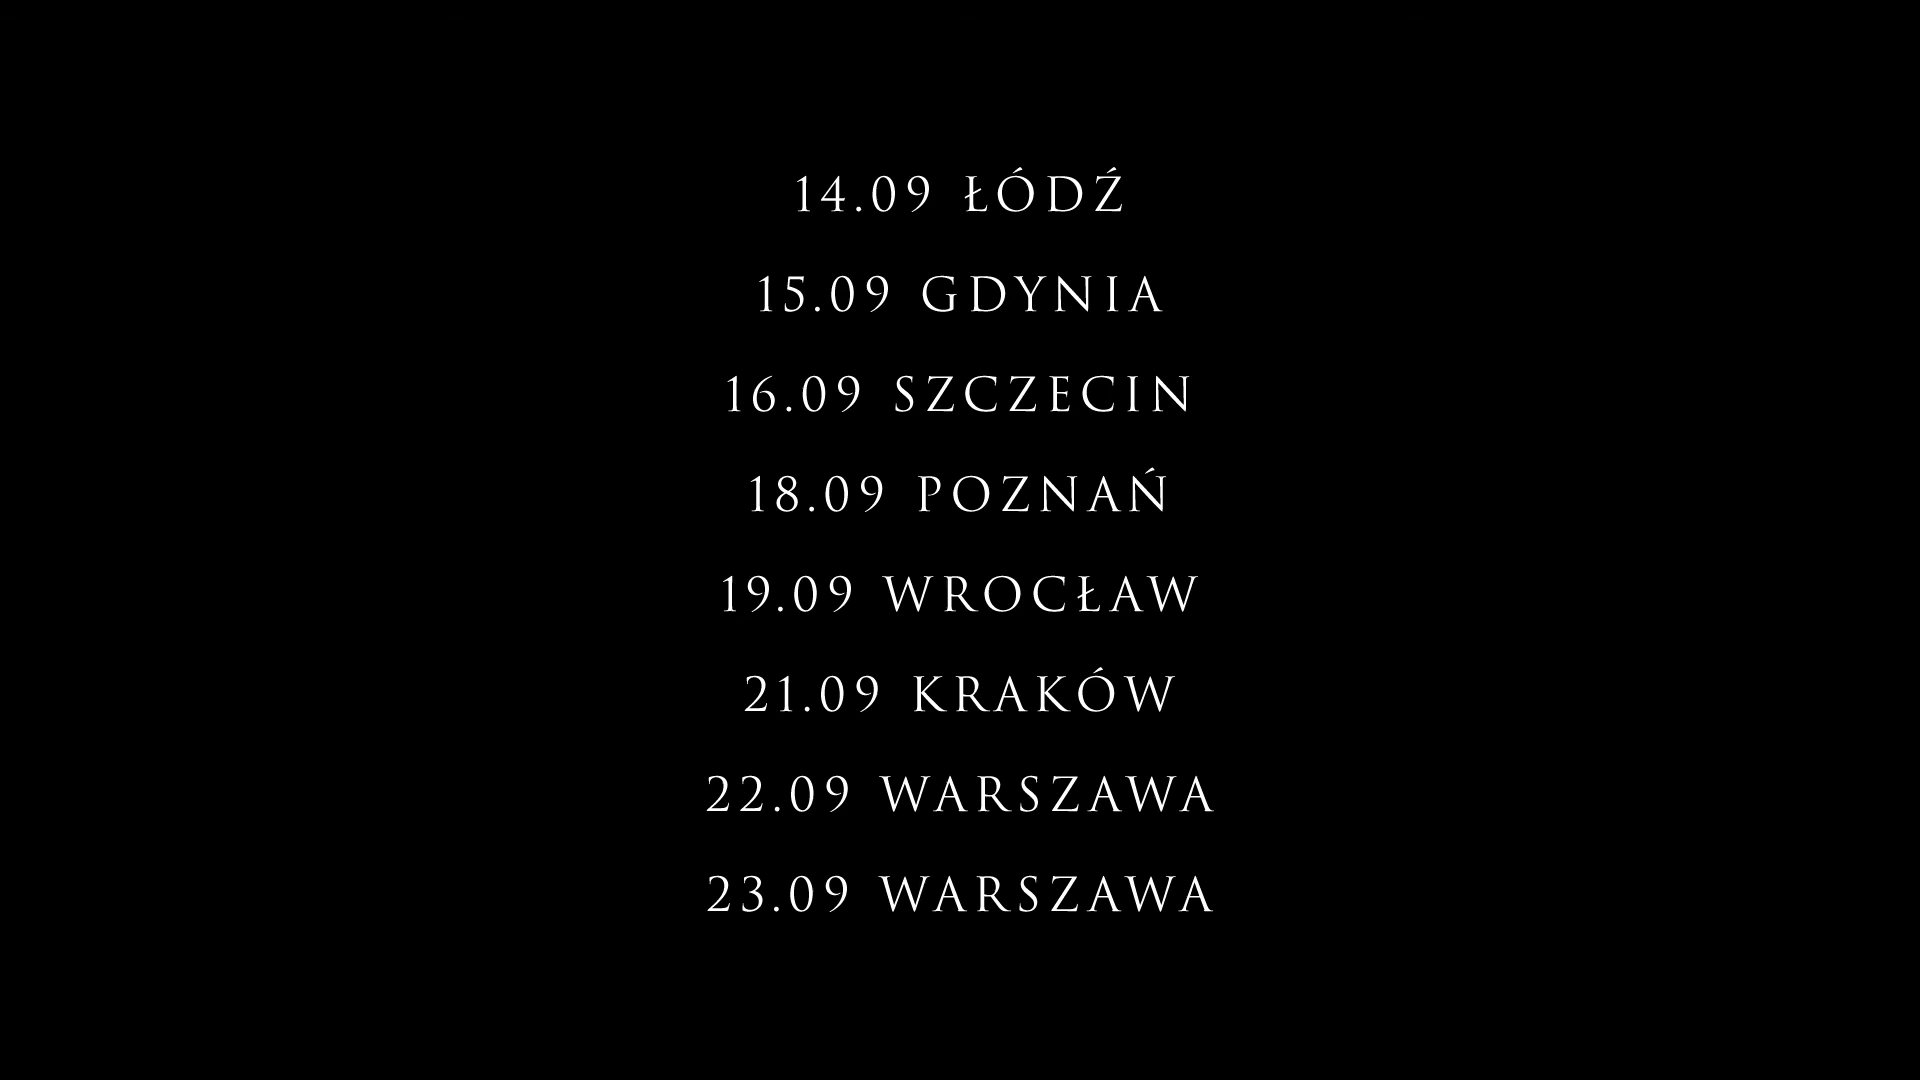 14.09 ŁÓDŹ
15.09 GDYNIA
16.09 SZCZECIN
18.09 POZNAŃ
19.09 WROCŁAW
21.09 KRAKÓW
22.09 WARSZAWA
23.09 WARSZAWA